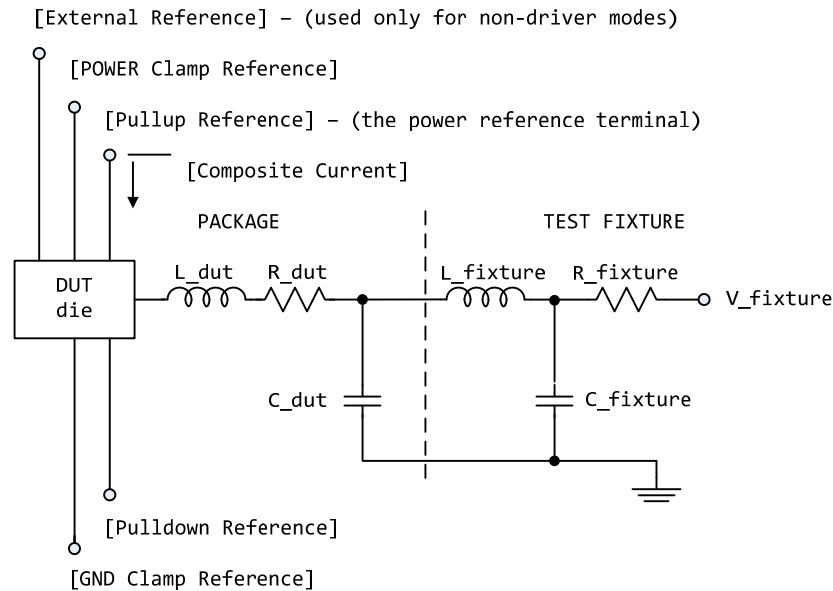 [External Reference] – (used only for non-driver modes)
[POWER Clamp Reference]
[Pullup Reference] – (the power reference terminal)
[Composite Current]
PACKAGE
TEST FIXTURE
DUT
die
L_dut
R_dut
L_fixture
R_fixture
V_fixture
C_dut
C_fixture
[Pulldown Reference]
[GND Clamp Reference]